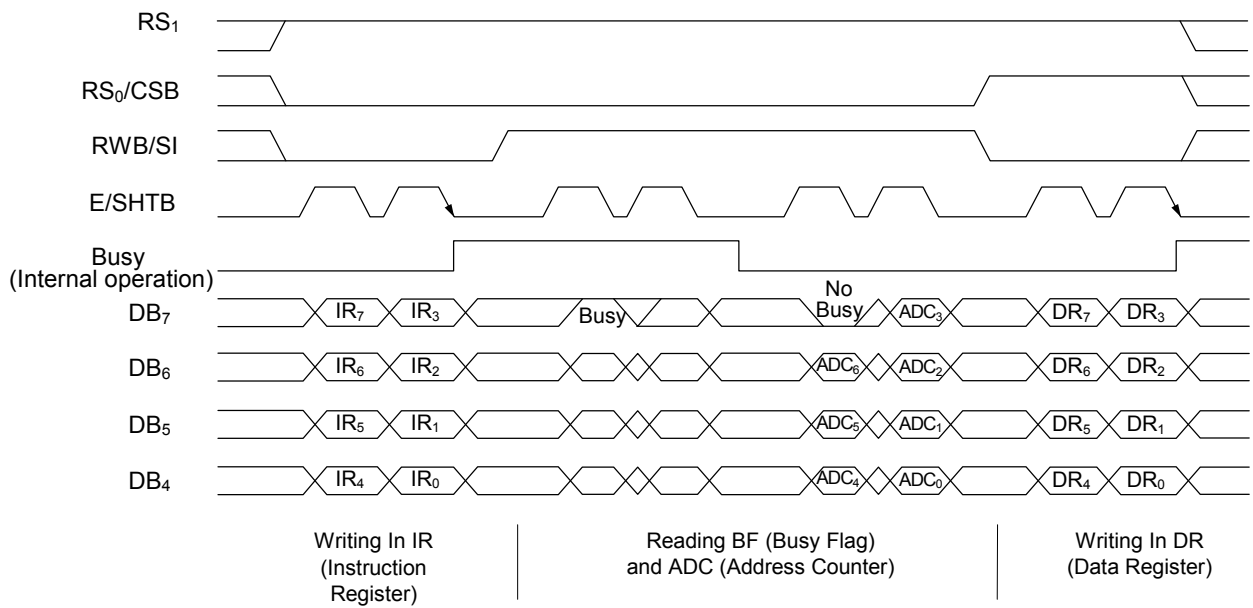 RS₁
RS₀/CSB
RWB/SI
E/SHTB
Busy
(Internal operation)
DB₇ IR₇ IR₃ Busy No Busy ADC₃ DR₇ DR₃
DB₆ IR₆ IR₂ ADC₆ ADC₂ DR₆ DR₂
DB₅ IR₅ IR₁ ADC₅ ADC₁ DR₅ DR₁
DB₄ IR₄ IR₀ ADC₄ ADC₀ DR₄ DR₀
Writing In IR
(Instruction
Register)
Reading BF (Busy Flag)
and ADC (Address Counter)
Writing In DR
(Data Register)